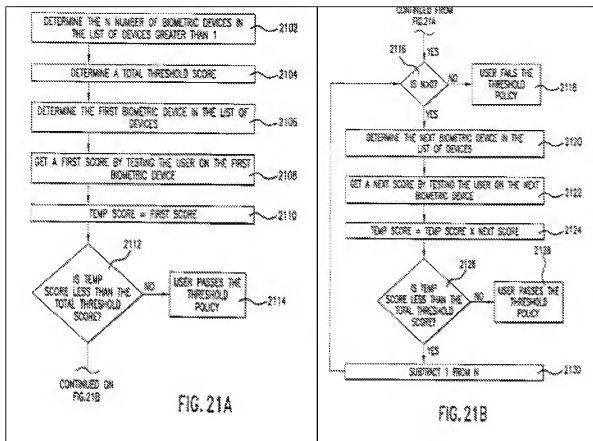 DETERMINE THE N NUMBER OF BIOMETRIC DEVICES IN
THE LIST OF DEVICES GREATER THAN 1
2102
DETERMINE A TOTAL THRESHOLD SCORE
2104
DETERMINE THE FIRST BIOMETRIC DEVICE IN THE LIST OF
DEVICES
2106
GET A FIRST SCORE BY TESTING THE USER ON THE FIRST
BIOMETRIC DEVICE
2108
TEMP SCORE = FIRST SCORE
2110
2112
IS TEMP
SCORE LESS THAN THE
TOTAL THRESHOLD
SCORE?
NO
USER PASSES THE
THRESHOLD
POLICY
2114
YES
CONTINUED ON
FIG.21B
FIG.21A
CONTINUED FROM
FIG.21A
YES
2116
IS N>0?
NO
USER FAILS THE
THRESHOLD
POLICY
2118
YES
DETERMINE THE NEXT BIOMETRIC DEVICE IN THE
LIST OF DEVICES
2120
GET A NEXT SCORE BY TESTING THE USER ON THE NEXT
BIOMETRIC DEVICE
2122
TEMP SCORE = TEMP SCORE X NEXT SCORE
2124
2126
IS TEMP
SCORE LESS THAN THE
TOTAL THRESHOLD
SCORE?
NO
2128
USER PASSES THE
THRESHOLD
POLICY
YES
SUBTRACT 1 FROM N
2130
FIG.21B